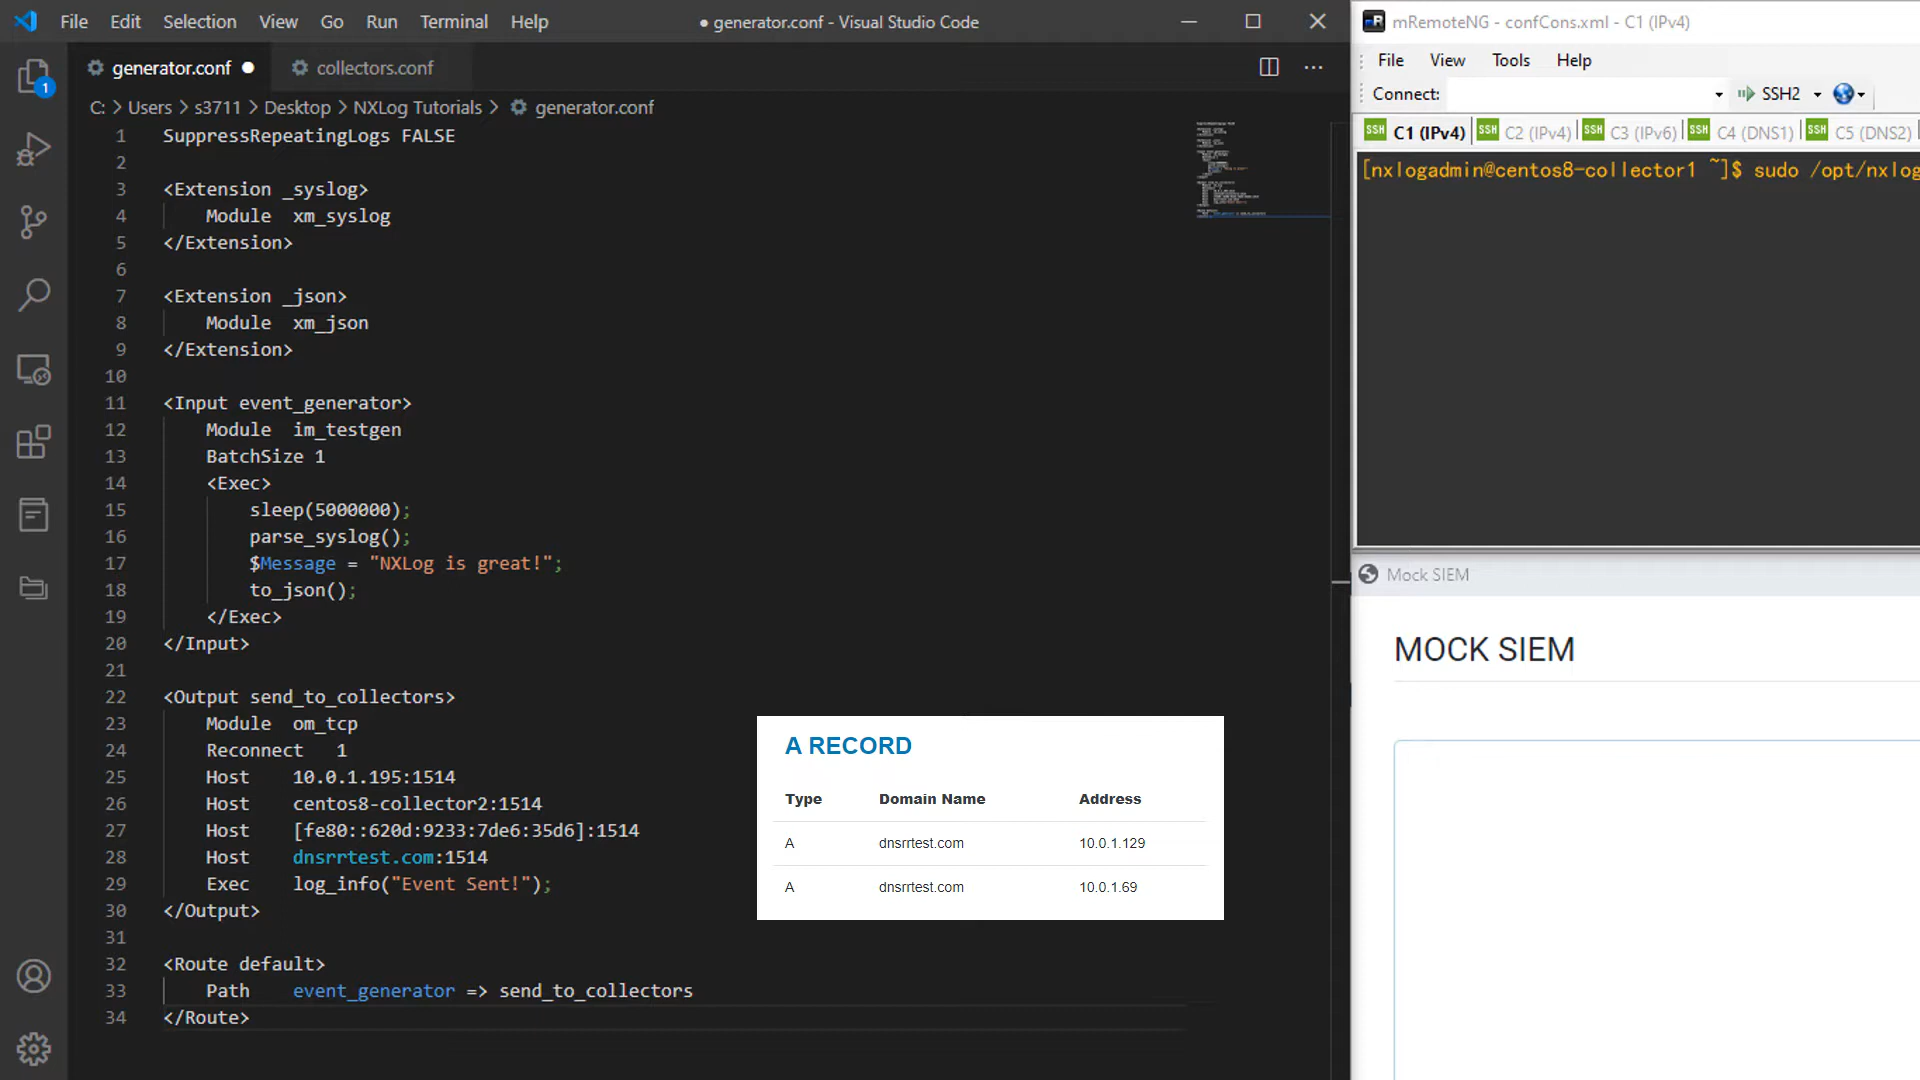 File Edit Selection View Go Run Terminal Help
● generator.conf - Visual Studio Code
generator.conf
collectors.conf
C: > Users > s3711 > Desktop > NXLog Tutorials > generator.conf
1
1 SuppressRepeatingLogs FALSE
2
3 <Extension _syslog>
4 Module xm_syslog
5 </Extension>
6
7 <Extension _json>
8 Module xm_json
9 </Extension>
10
11 <Input event_generator>
12 Module im_testgen
13 BatchSize 1
14 <Exec>
15 sleep(5000000);
16 parse_syslog();
17 $Message = "NXLog is great!";
18 to_json();
19 </Exec>
20 </Input>
21
22 <Output send_to_collectors>
23 Module om_tcp
24 Reconnect 1
25 Host 10.0.1.195:1514
26 Host centos8-collector2:1514
27 Host [fe80::620d:9233:7de6:35d6]:1514
28 Host dnsrrtest.com:1514
29 Exec log_info("Event Sent!");
30 </Output>
31
32 <Route default>
33 Path event_generator => send_to_collectors
34 </Route>
A RECORD
Type Domain Name Address
A dnsrrtest.com 10.0.1.129
A dnsrrtest.com 10.0.1.69
mRemoteNG - confCons.xml - C1 (IPv4)
File View Tools Help
Connect: SSH2
SSH C1 (IPv4) SSH C2 (IPv4) SSH C3 (IPv6) SSH C4 (DNS1) SSH C5 (DNS2)
[nxlogadmin@centos8-collector1 ~]$ sudo /opt/nxlog
Mock SIEM
MOCK SIEM